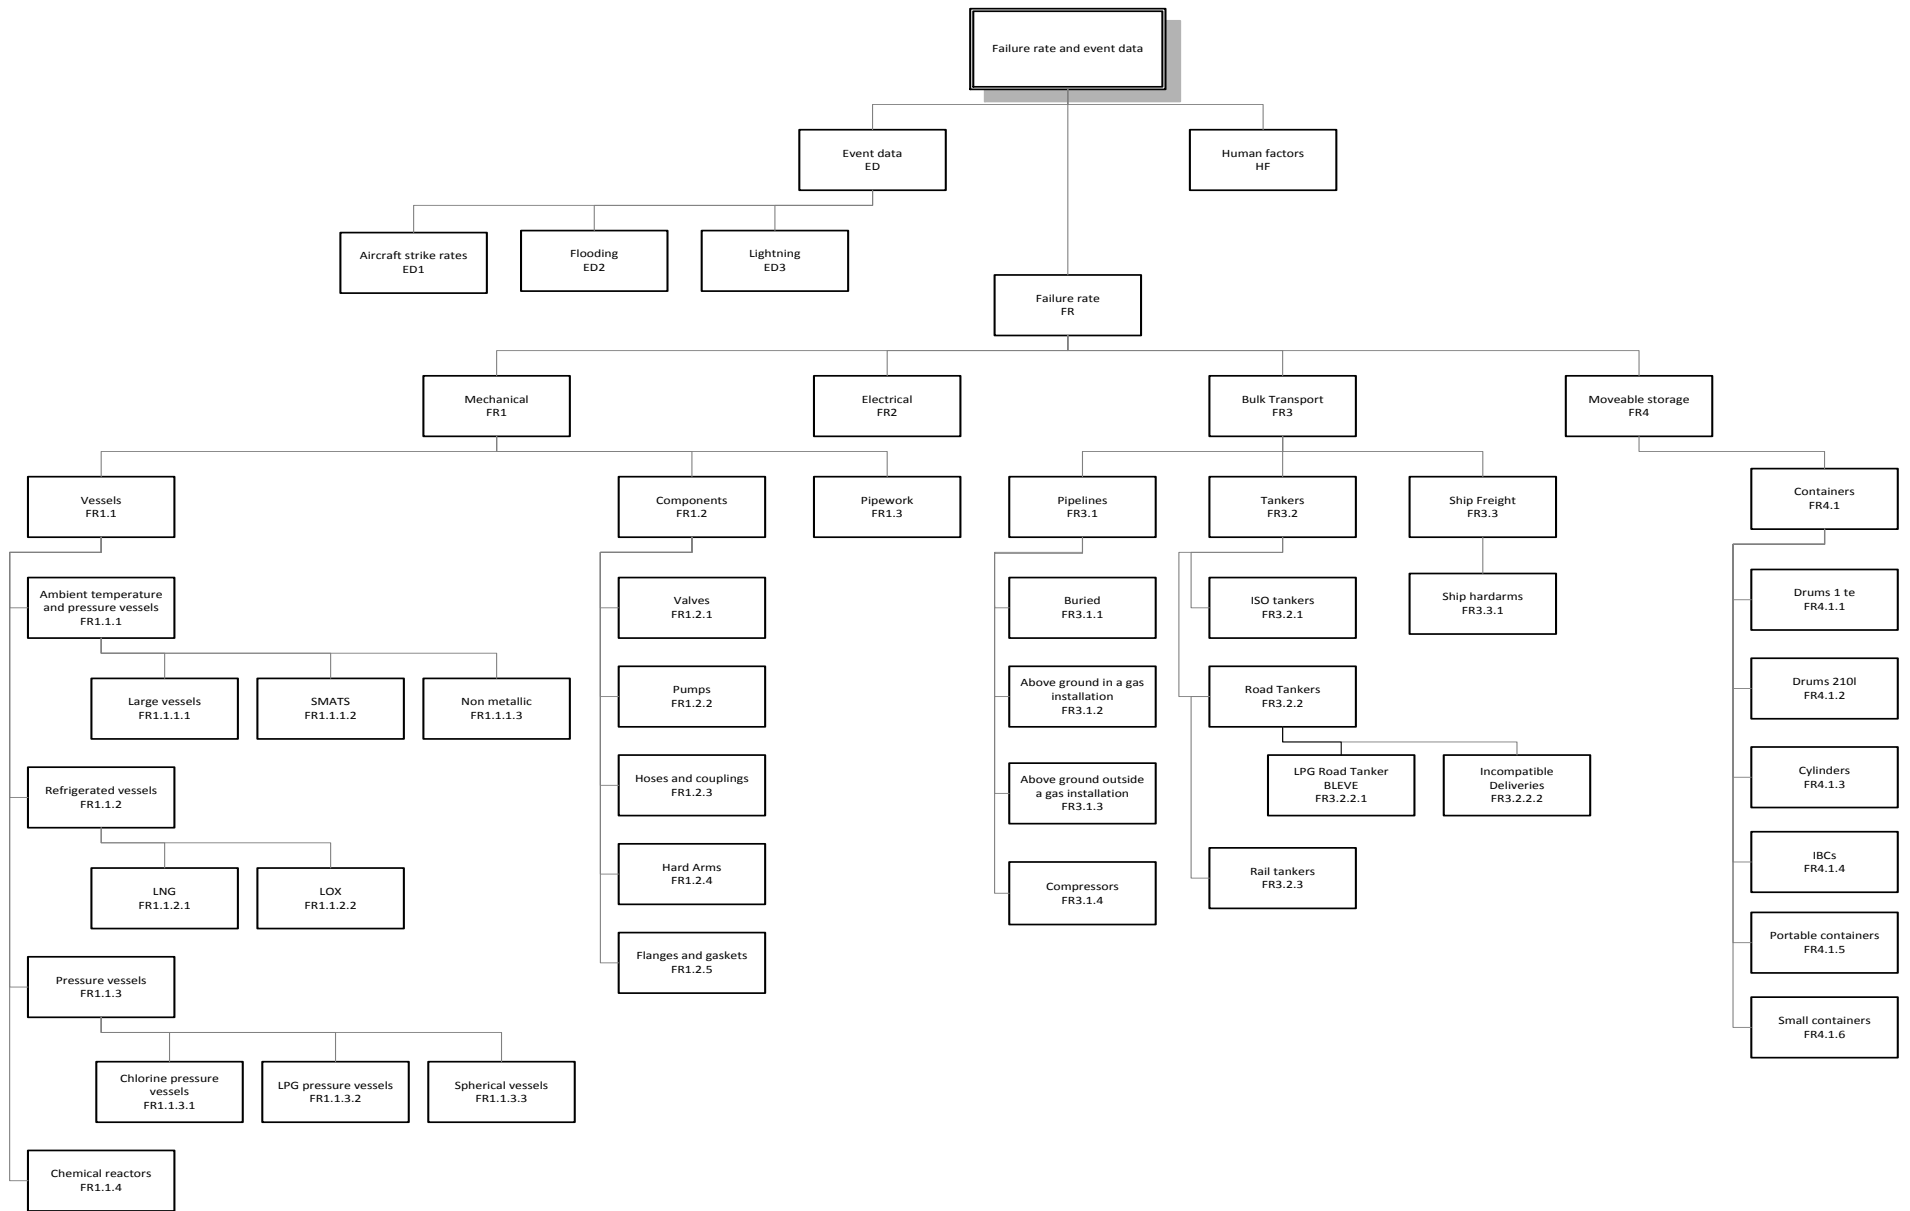 Failure rate and event data
Event data
ED
Human factors
HF
Aircraft strike rates
ED1
Flooding
ED2
Lightning
ED3
Failure rate
FR
Mechanical
FR1
Electrical
FR2
Bulk Transport
FR3
Moveable storage
FR4
Vessels
FR1.1
Components
FR1.2
Pipework
FR1.3
Pipelines
FR3.1
Tankers
FR3.2
Ship Freight
FR3.3
Containers
FR4.1
Ambient temperature
and pressure vessels
FR1.1.1
Large vessels
FR1.1.1.1
SMATS
FR1.1.1.2
Non metallic
FR1.1.1.3
Refrigerated vessels
FR1.1.2
LNG
FR1.1.2.1
LOX
FR1.1.2.2
Pressure vessels
FR1.1.3
Chlorine pressure
vessels
FR1.1.3.1
LPG pressure vessels
FR1.1.3.2
Spherical vessels
FR1.1.3.3
Chemical reactors
FR1.1.4
Valves
FR1.2.1
Pumps
FR1.2.2
Hoses and couplings
FR1.2.3
Hard Arms
FR1.2.4
Flanges and gaskets
FR1.2.5
Buried
FR3.1.1
Above ground in a gas
installation
FR3.1.2
Above ground outside
a gas installation
FR3.1.3
Compressors
FR3.1.4
ISO tankers
FR3.2.1
Road Tankers
FR3.2.2
LPG Road Tanker
BLEVE
FR3.2.2.1
Incompatible
Deliveries
FR3.2.2.2
Rail tankers
FR3.2.3
Ship hardarms
FR3.3.1
Drums 1 te
FR4.1.1
Drums 210l
FR4.1.2
Cylinders
FR4.1.3
IBCs
FR4.1.4
Portable containers
FR4.1.5
Small containers
FR4.1.6